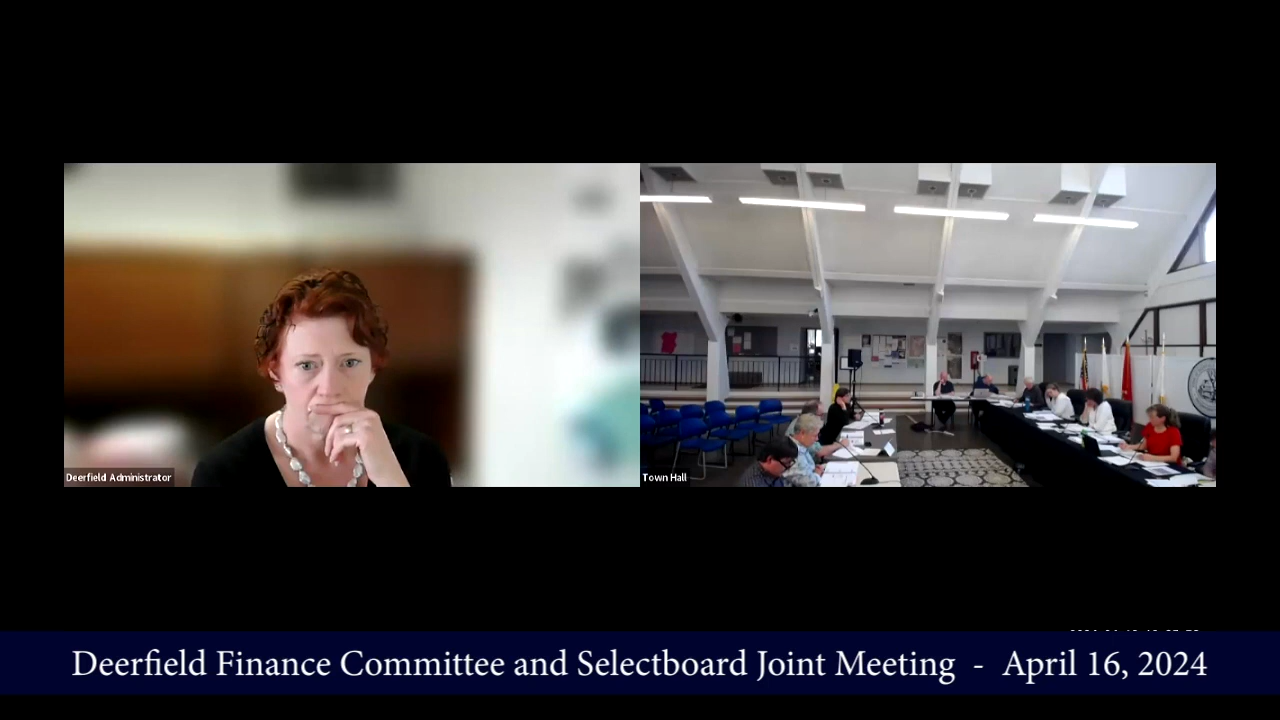 Deerfield Administrator
Town Hall
Deerfield Finance Committee and Selectboard Joint Meeting - April 16, 2024